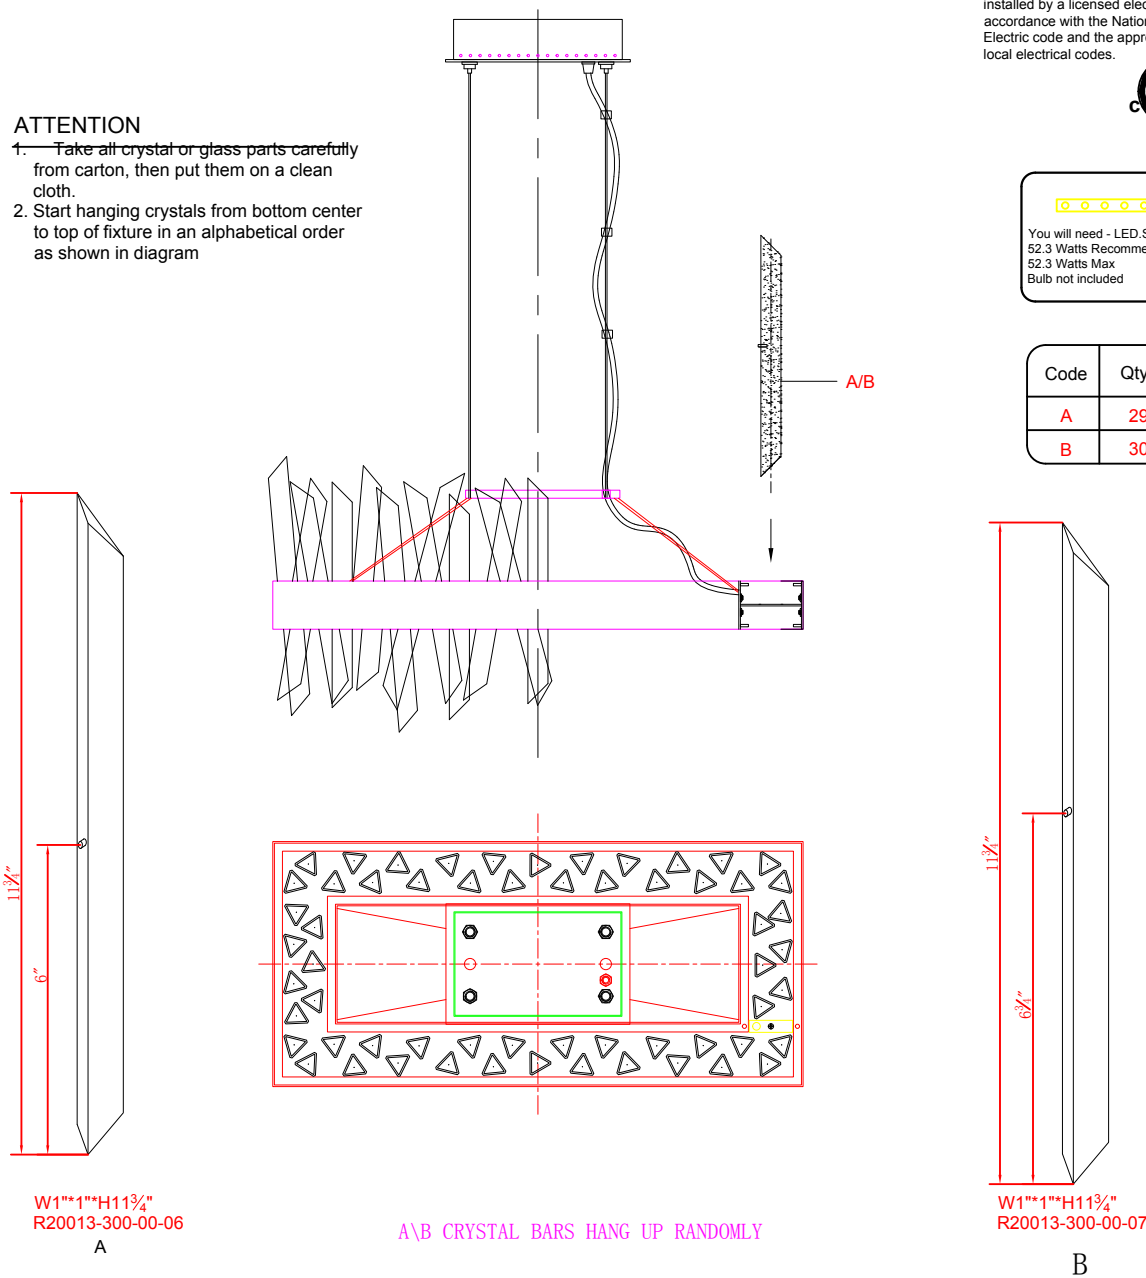 installed by a licensed elec
accordance with the Nation
Electric code and the appro
local electrical codes.
c
ATTENTION
1. Take all crystal or glass parts carefully
from carton, then put them on a clean
cloth.
2. Start hanging crystals from bottom center
to top of fixture in an alphabetical order
as shown in diagram
You will need - LED.S
52.3 Watts Recomme
52.3 Watts Max
Bulb not included
Code Qty
A 29
B 30
A/B
11¾"
6"
11¾"
6¾"
W1"*1"*H11¾"
R20013-300-00-06
A
A\B CRYSTAL BARS HANG UP RANDOMLY
W1"*1"*H11¾"
R20013-300-00-07
B